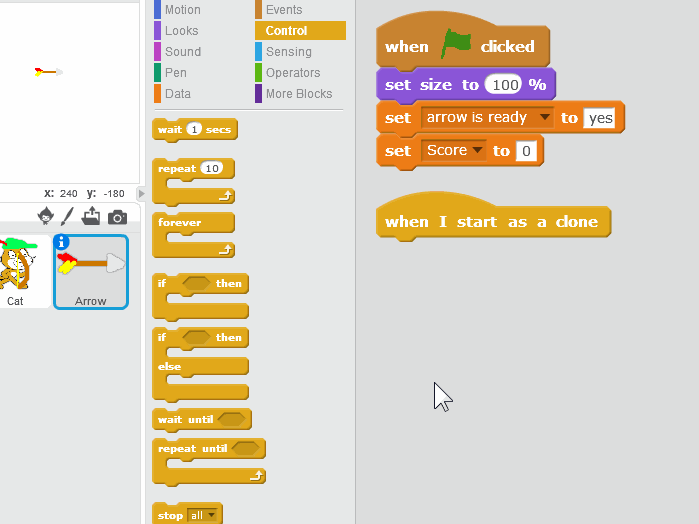 Motion
Events
Looks
Control
Sound
Sensing
Pen
Operators
Data
More Blocks
wait 1 secs
repeat 10
forever
if then
if then
else
wait until
repeat until
stop all
x: 240 y: -180
i
Cat
Arrow
when clicked
set size to 100 %
set arrow is ready to yes
set Score to 0
when I start as a clone